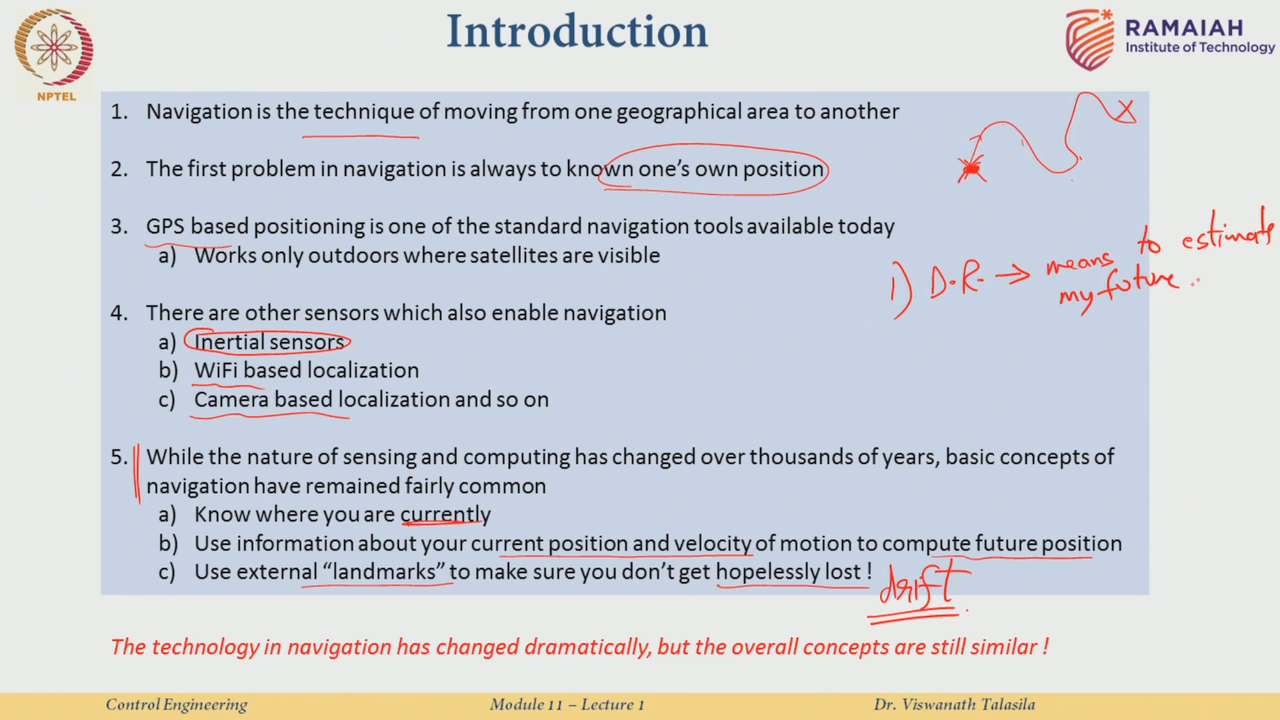 Introduction
NPTEL
RAMAIAH
Institute of Technology
1. Navigation is the technique of moving from one geographical area to another
2. The first problem in navigation is always to known one's own position
3. GPS based positioning is one of the standard navigation tools available today
a) Works only outdoors where satellites are visible
1) D.R. → means to estimate
my future ..
4. There are other sensors which also enable navigation
a) Inertial sensors
b) WiFi based localization
c) Camera based localization and so on
5. While the nature of sensing and computing has changed over thousands of years, basic concepts of
navigation have remained fairly common
a) Know where you are currently
b) Use information about your current position and velocity of motion to compute future position
c) Use external "landmarks" to make sure you don't get hopelessly lost !
drift
The technology in navigation has changed dramatically, but the overall concepts are still similar !
Control Engineering
Module 11 – Lecture 1
Dr. Viswanath Talasila